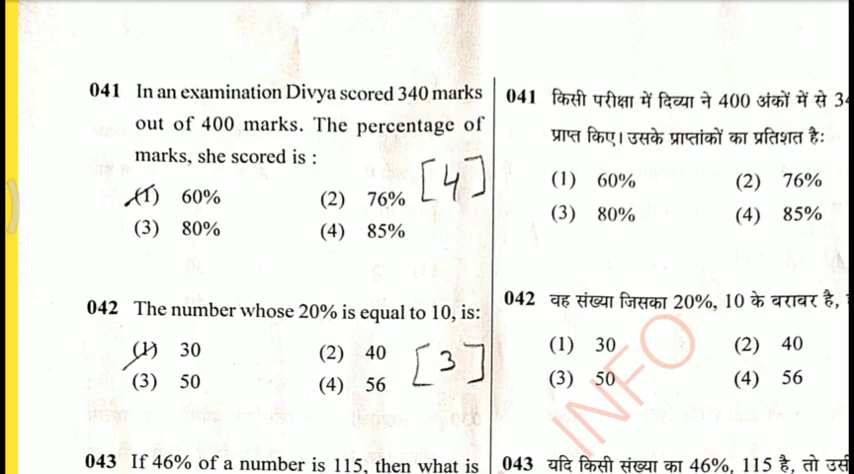 041 In an examination Divya scored 340 marks
out of 400 marks. The percentage of
marks, she scored is :
(1) 60% (2) 76%
(3) 80% (4) 85%
[4]
042 The number whose 20% is equal to 10, is:
(1) 30 (2) 40
(3) 50 (4) 56
[3]
043 If 46% of a number is 115, then what is
041 किसी परीक्षा में दिव्या ने 400 अंकों में से 34
प्राप्त किए। उसके प्राप्तांकों का प्रतिशत है:
(1) 60% (2) 76%
(3) 80% (4) 85%
042 वह संख्या जिसका 20%, 10 के बराबर है,
(1) 30 (2) 40
(3) 50 (4) 56
INFO
043 यदि किसी संख्या का 46%, 115 है, तो